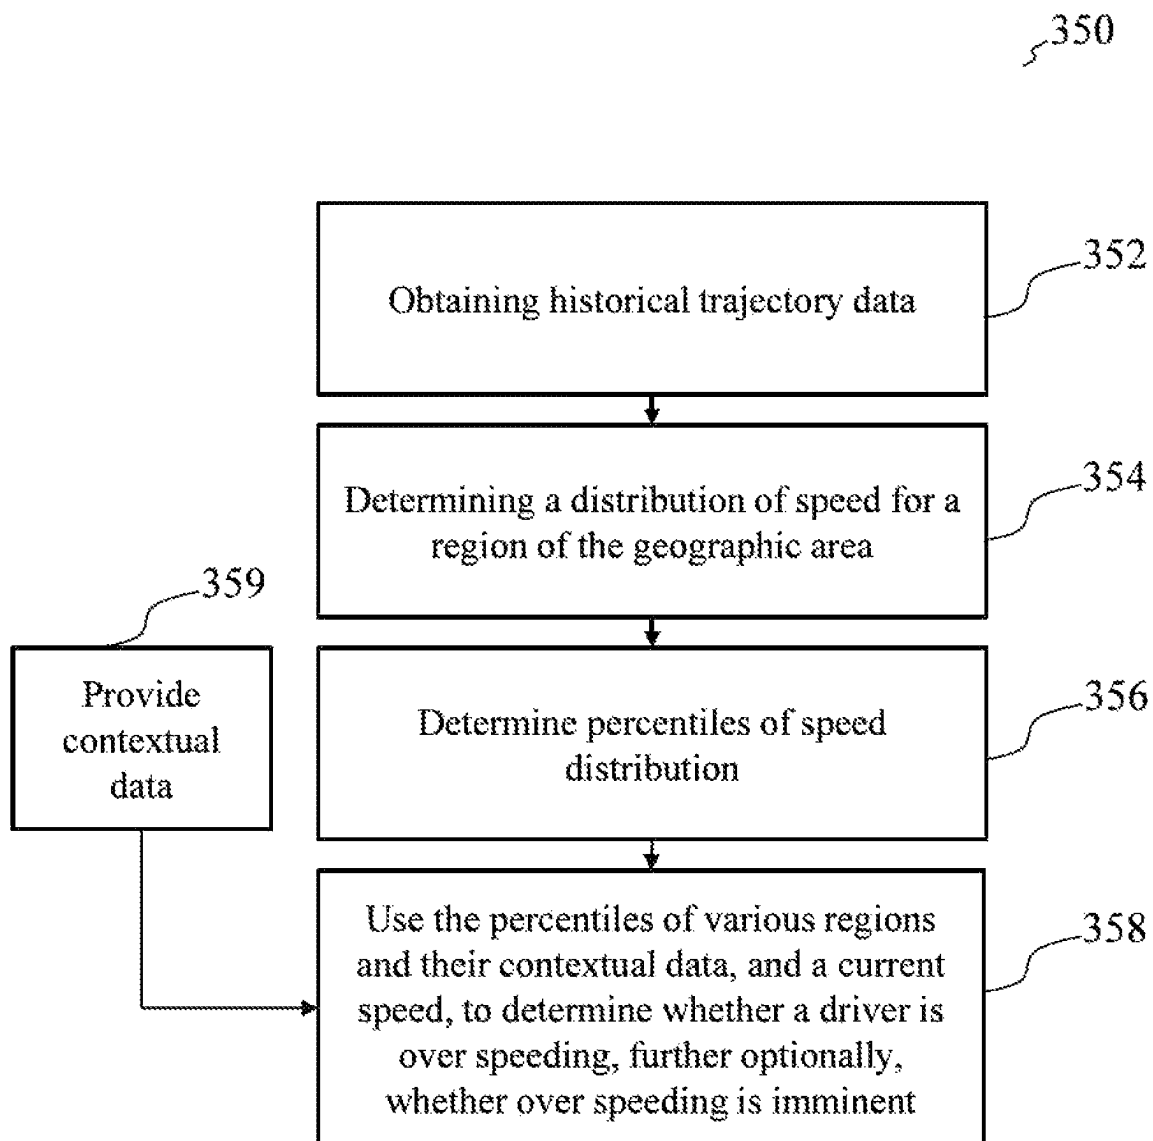 350
Obtaining historical trajectory data
352
Determining a distribution of speed for a
region of the geographic area
354
359
Provide
contextual
data
Determine percentiles of speed
distribution
356
Use the percentiles of various regions
and their contextual data, and a current
speed, to determine whether a driver is
over speeding, further optionally,
whether over speeding is imminent
358